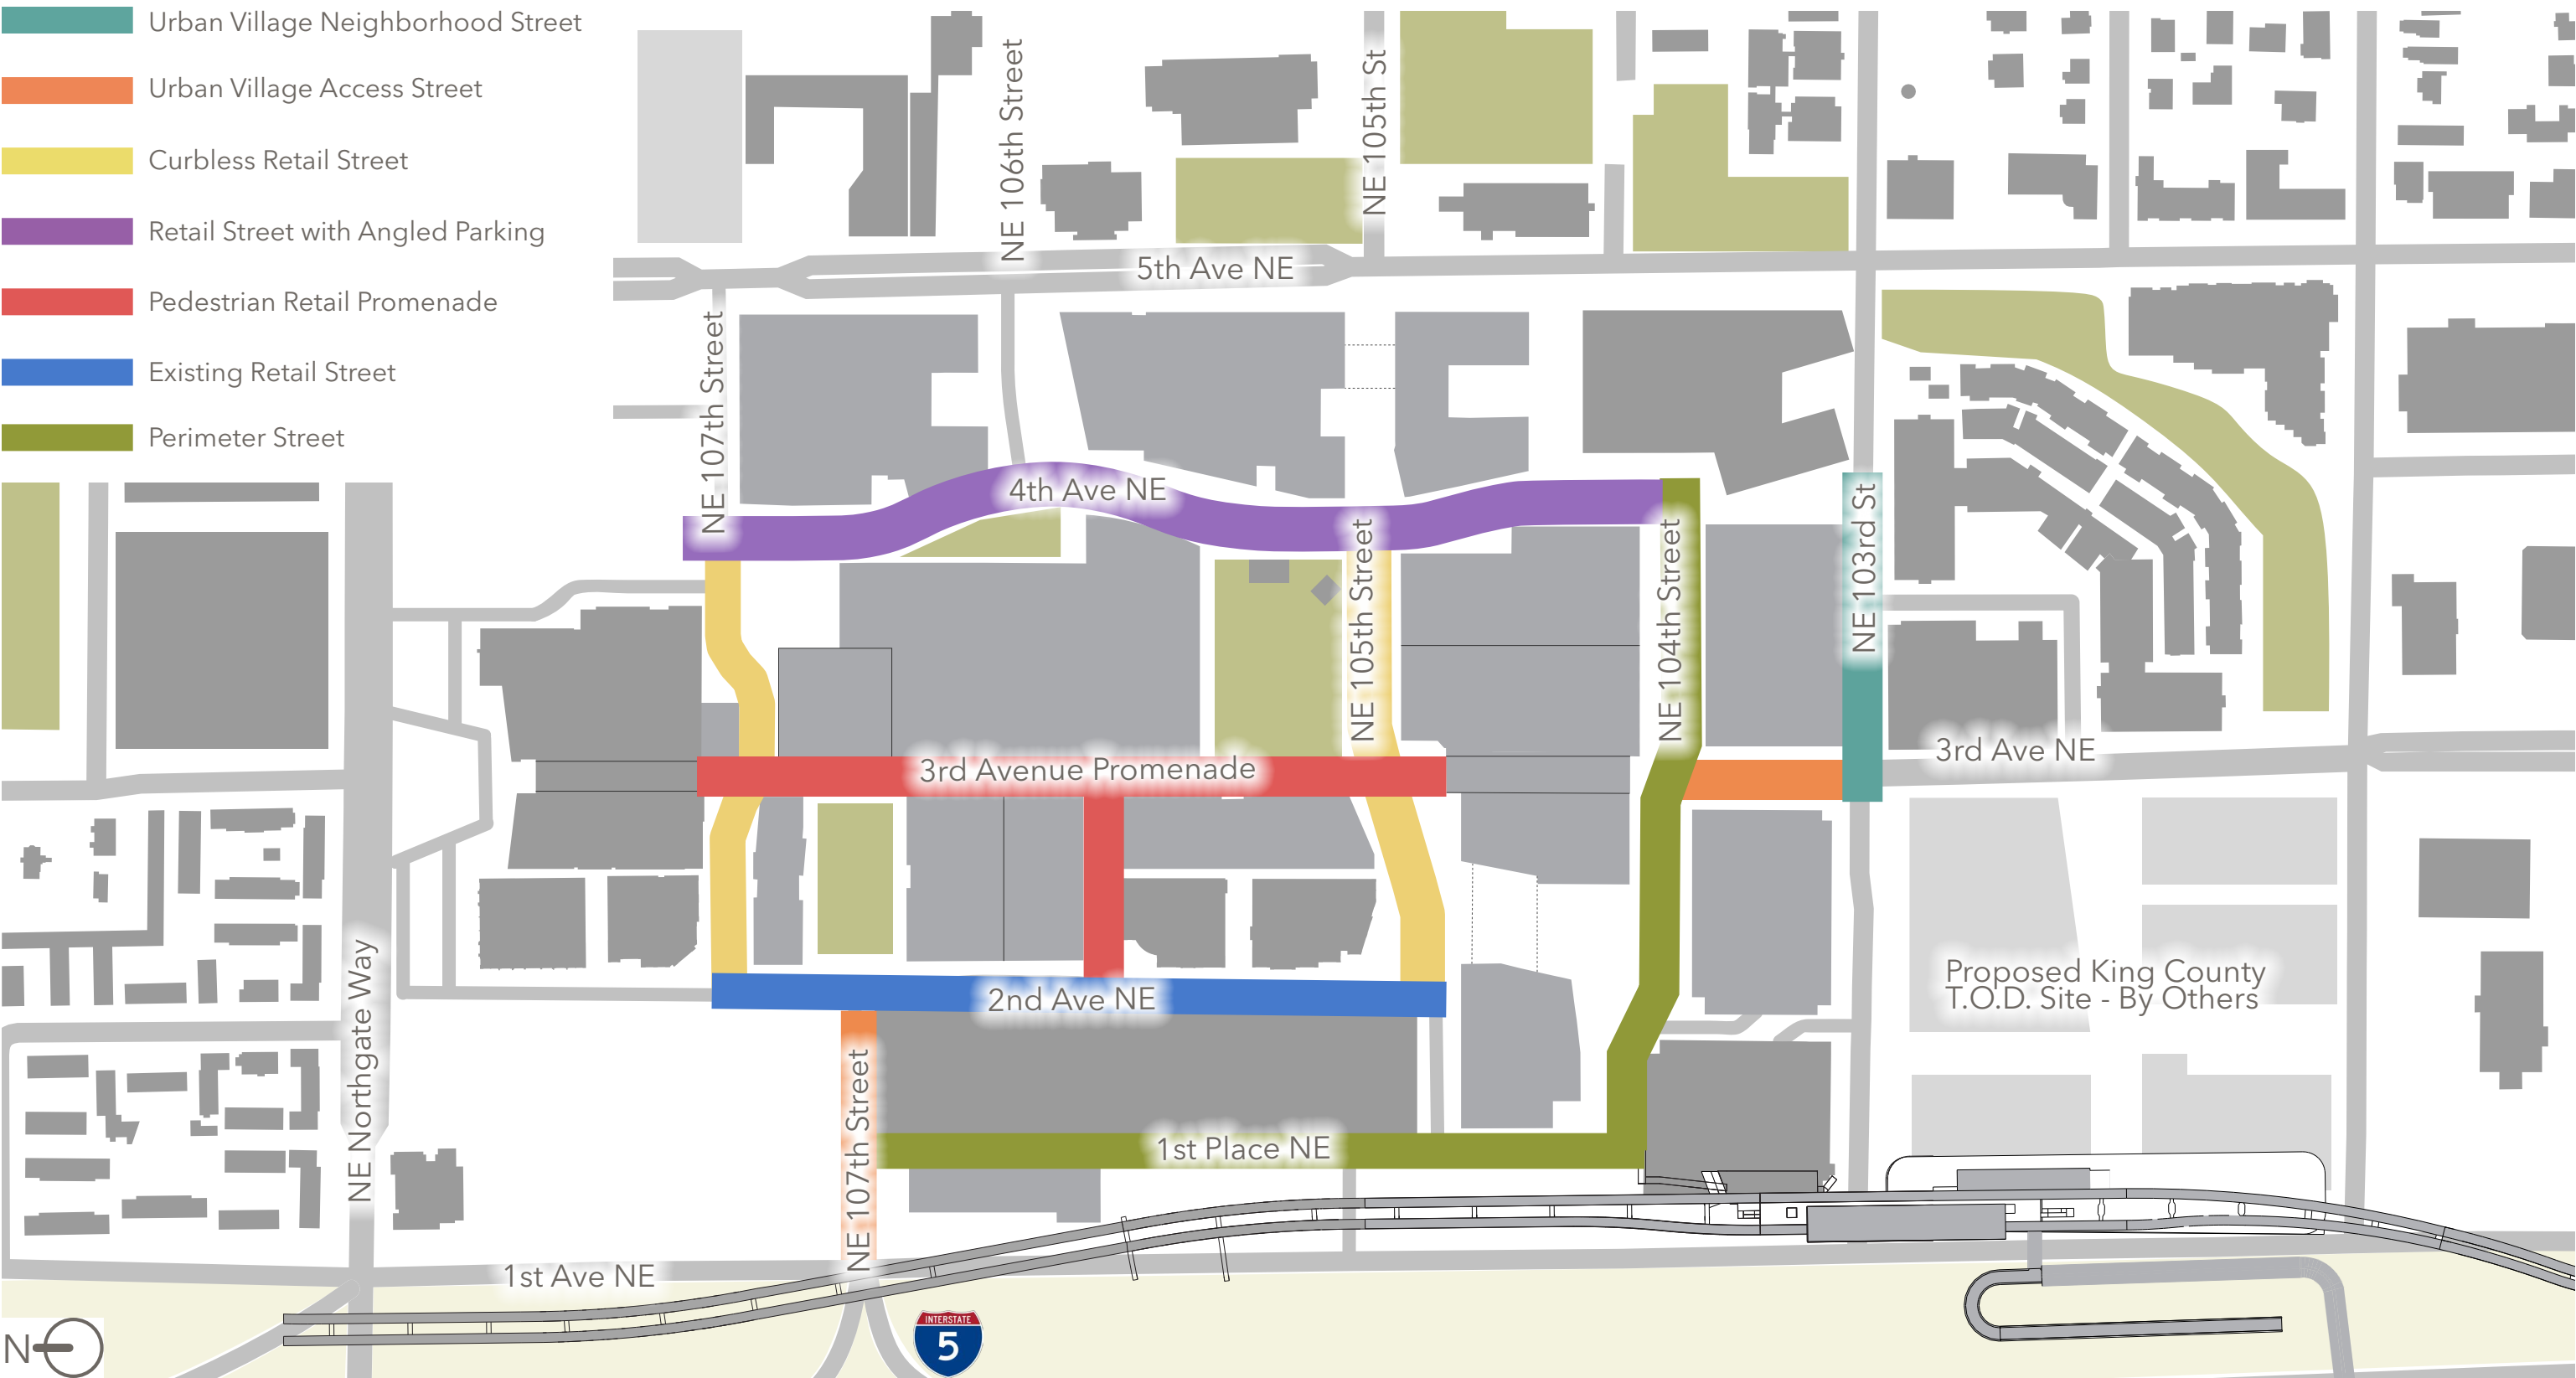 Urban Village Neighborhood Street
Urban Village Access Street
Curbless Retail Street
Retail Street with Angled Parking
Pedestrian Retail Promenade
Existing Retail Street
Perimeter Street
NE 106th Street
NE 105th St
5th Ave NE
NE 107th Street
4th Ave NE
NE 105th Street
NE 104th Street
NE 103rd St
3rd Avenue Promenade
3rd Ave NE
Proposed King County
T.O.D. Site - By Others
2nd Ave NE
NE Northgate Way
NE 107th Street
1st Place NE
1st Ave NE
INTERSTATE
5
N